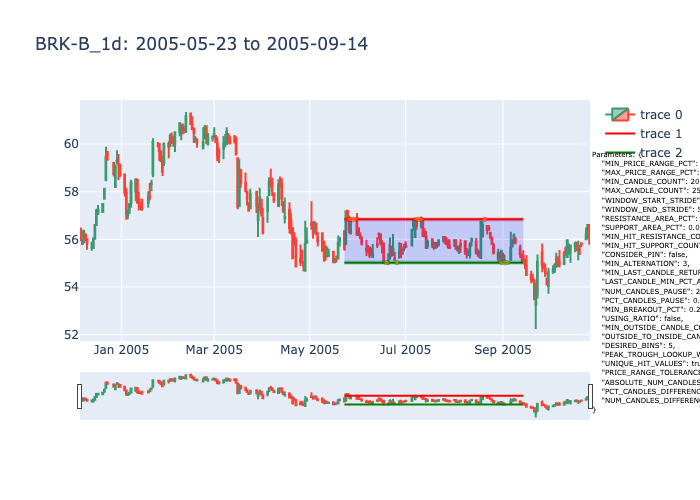 BRK-B_1d: 2005-05-23 to 2005-09-14
60
58
56
54
52
Jan 2005
Mar 2005
May 2005
Jul 2005
Sep 2005
trace 0
trace 1
trace 2
Parameters: {
"MIN_PRICE_RANGE_PCT":
"MAX_PRICE_RANGE_PCT":
"MIN_CANDLE_COUNT": 20
"MAX_CANDLE_COUNT": 25
"WINDOW_START_STRIDE"
"WINDOW_END_STRIDE": 5
"RESISTANCE_AREA_PCT":
"SUPPORT_AREA_PCT": 0.0
"MIN_HIT_RESISTANCE_CO
"MIN_HIT_SUPPORT_COUNT
"CONSIDER_PIN": false,
"MIN_ALTERNATION": 3,
"MIN_LAST_CANDLE_RETUR
"LAST_CANDLE_MIN_PCT_A
"NUM_CANDLES_PAUSE": 2
"PCT_CANDLES_PAUSE": 0.
"MIN_BREAKOUT_PCT": 0.2
"USING_RATIO": false,
"MIN_OUTSIDE_CANDLE_CO
"OUTSIDE_TO_INSIDE_CAN
"DESIRED_BINS": 5,
"PEAK_TROUGH_LOOKUP_W
"UNIQUE_HIT_VALUES": tru
"PRICE_RANGE_TOLERANC
"ABSOLUTE_NUM_CANDLES
"PCT_CANDLES_DIFFERENC
"NUM_CANDLES_DIFFEREN
}